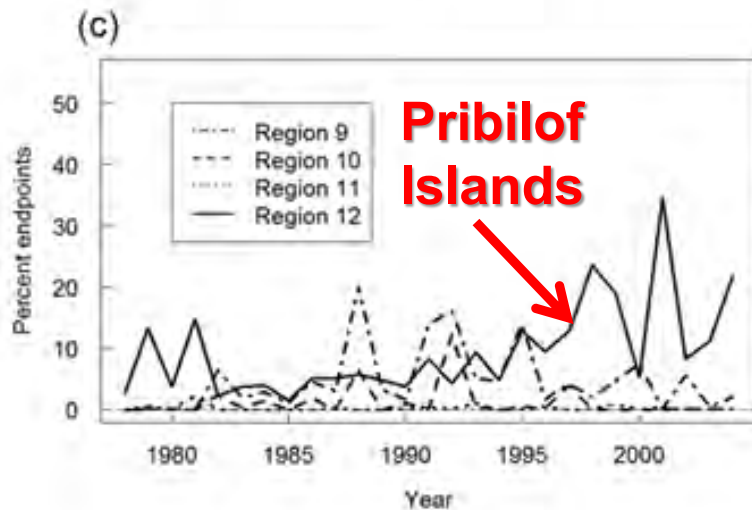 (c)
50
40
30
20
10
0
Percent endpoints
Region 9
Region 10
Region 11
Region 12
Pribilof
Islands
1980
1985
1990
1995
2000
Year